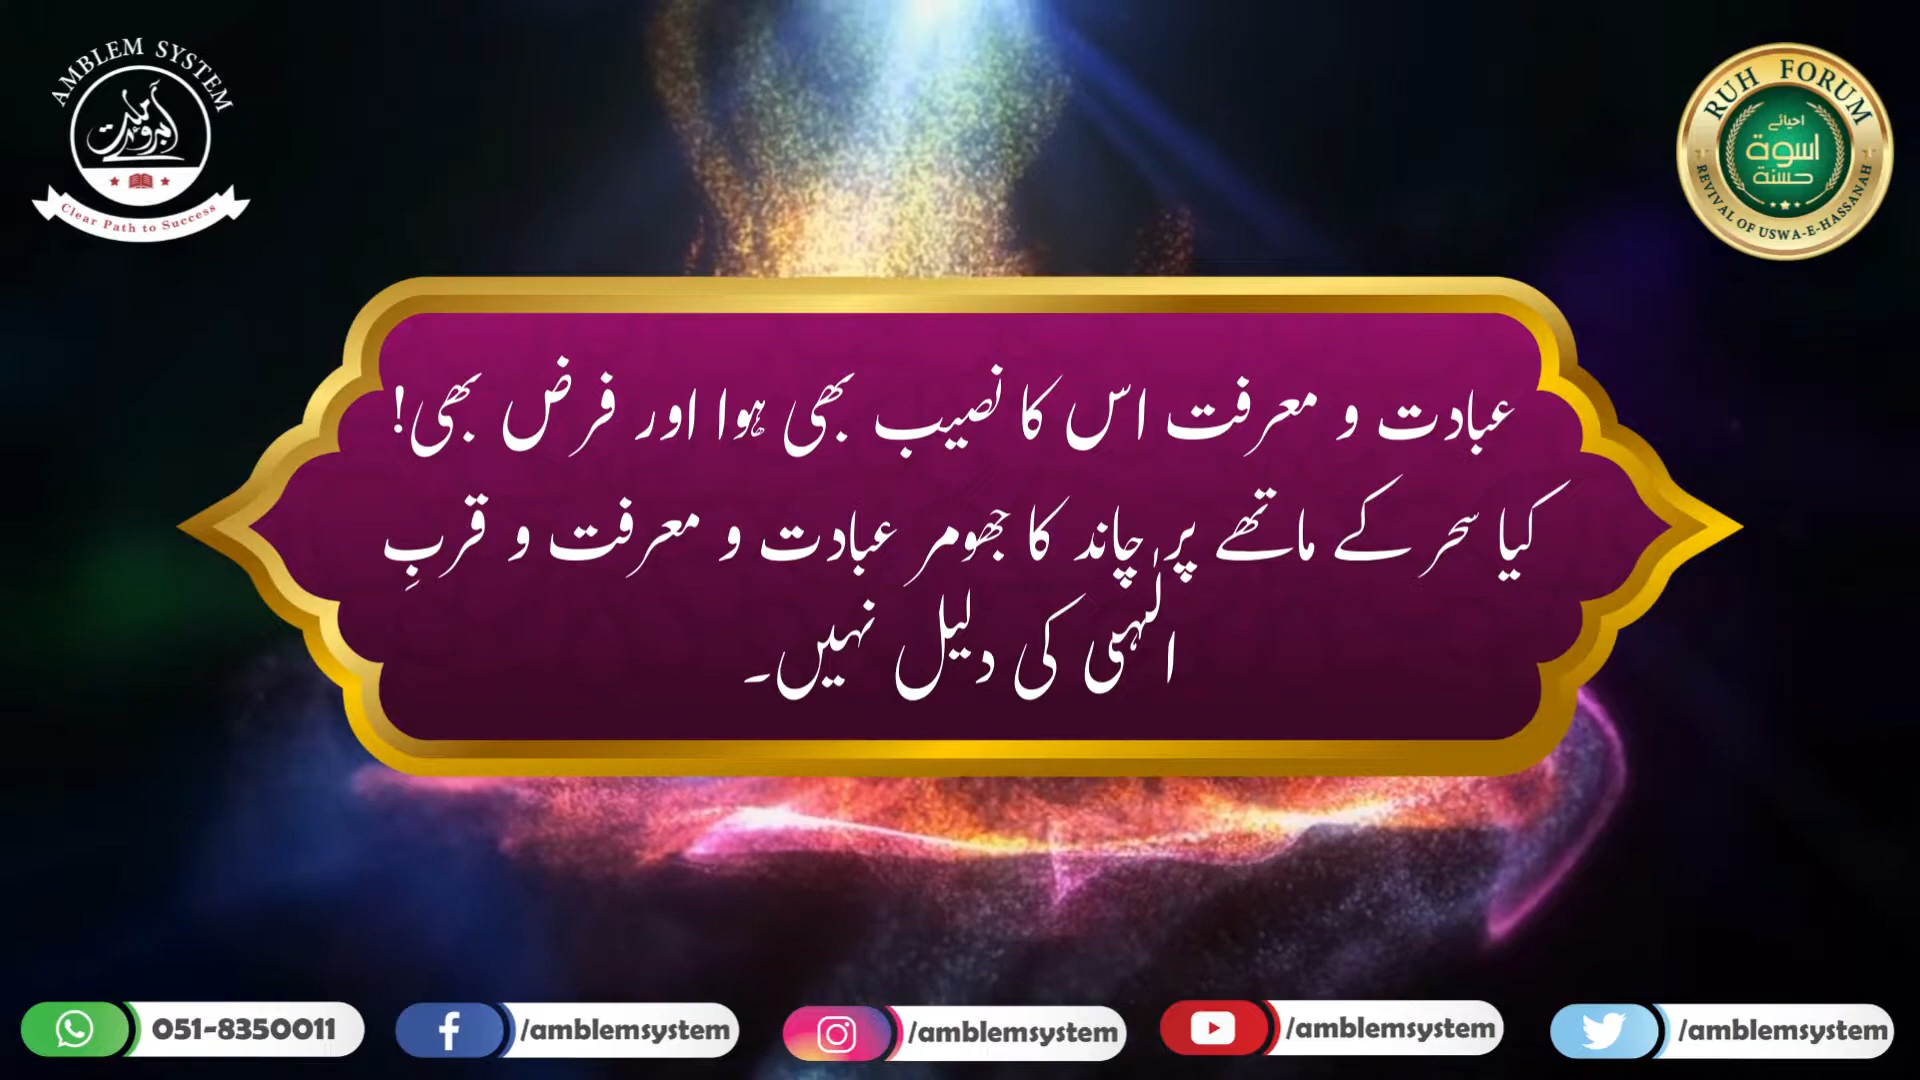 AMBLEM SYSTEM
Clear Path to Success
RUH FORUM
احیائے
اسوۃ
حسنة
REVIVAL OF USWA-E-HASSANAH
عبادت و معرفت اس کا نصیب بھی ہوا اور فرض بھی!
کیا سحر کے ماتھے پر چاند کا جھومر عبادت و معرفت و قربِ
الٰہی کی دلیل نہیں۔
051-8350011
/amblemsystem
/amblemsystem
/amblemsystem
/amblemsystem